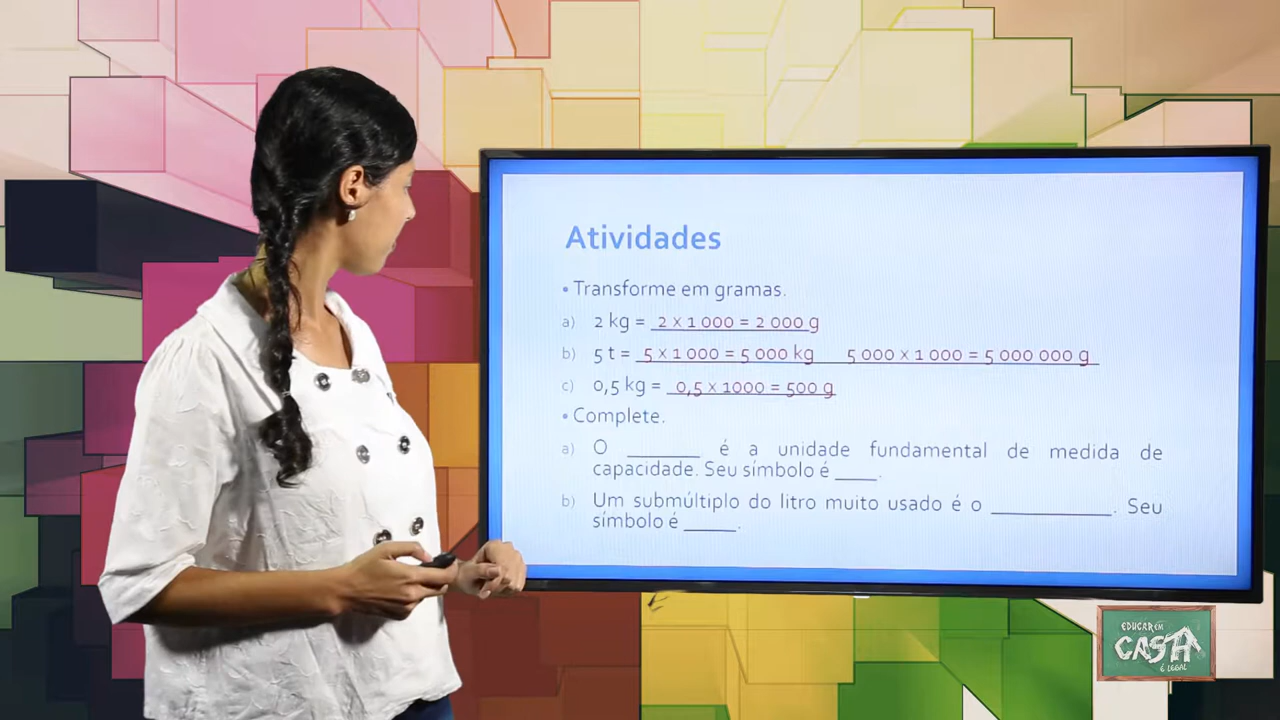 Atividades
• Transforme em gramas.
a) 2 kg = 2 x 1 000 = 2 000 g
b) 5 t = 5 x 1 000 = 5 000 kg 5 000 x 1 000 = 5 000 000 g
c) 0,5 kg = 0,5 x 1000 = 500 g
• Complete.
a) O _______ é a unidade fundamental de medida de
capacidade. Seu símbolo é ____.
b) Um submúltiplo do litro muito usado é o ___________. Seu
símbolo é _____.
EDUCAR EM
CASA
É LEGAL